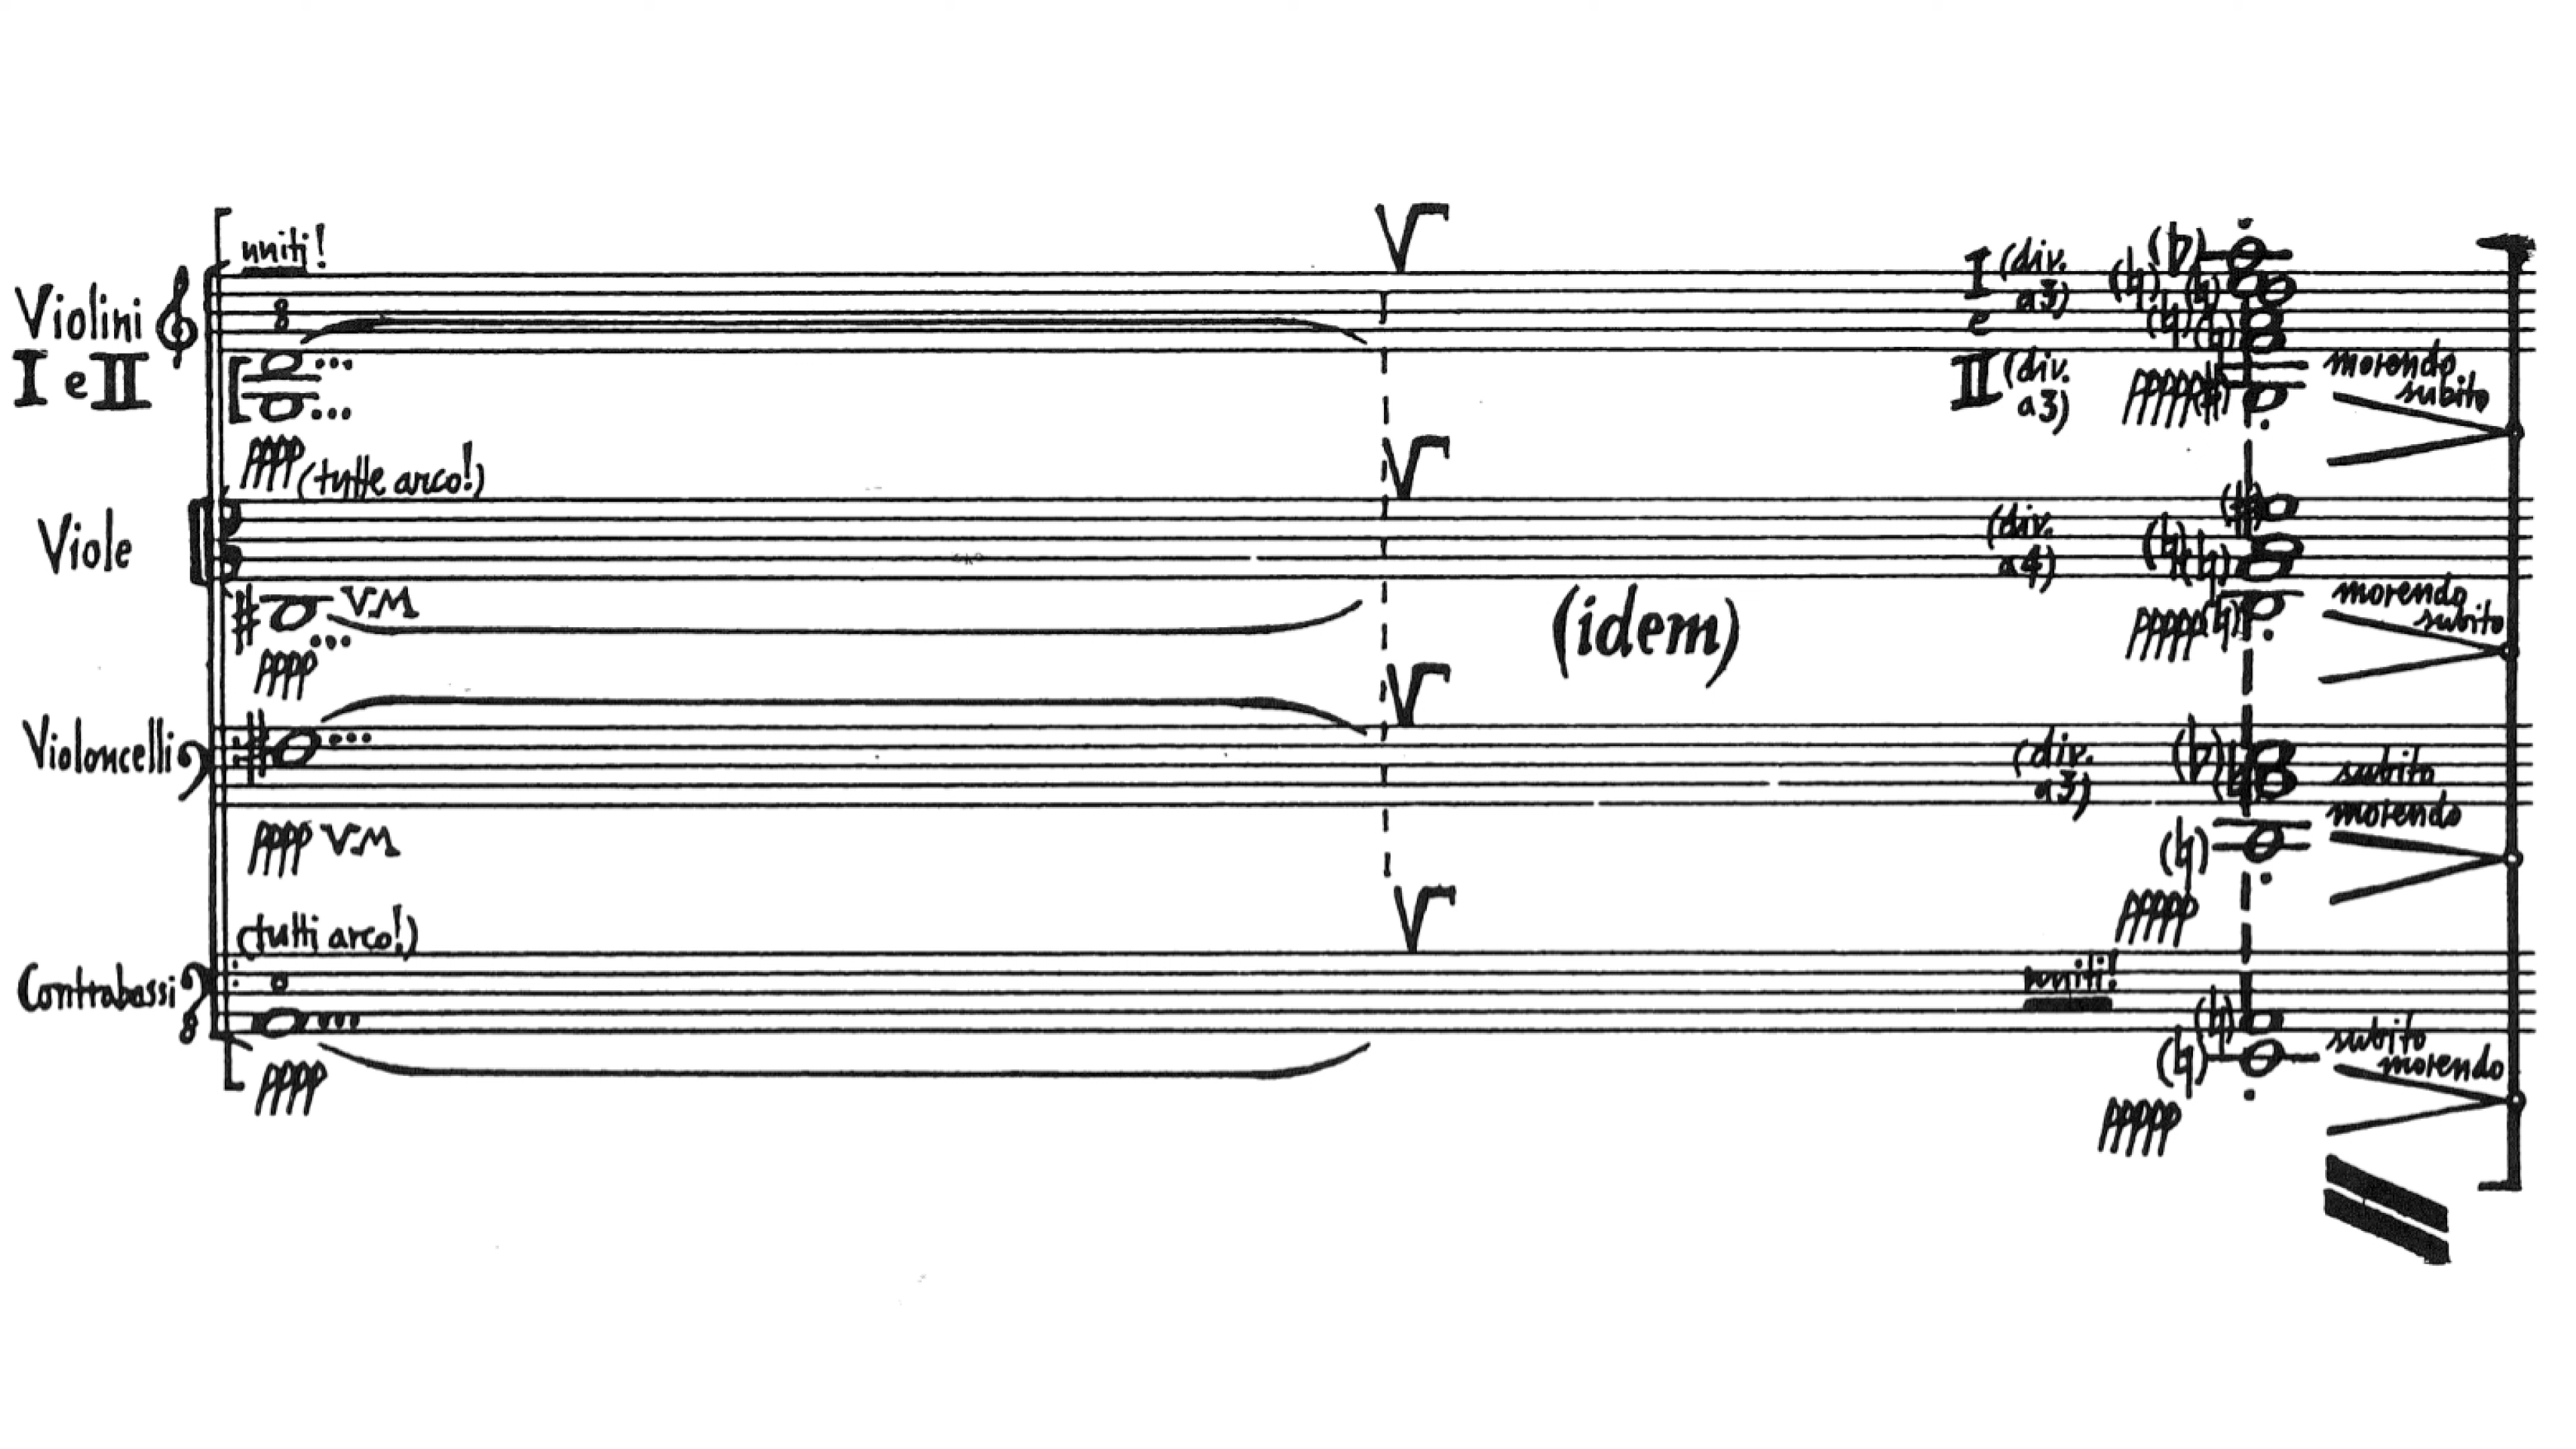 uniti!
Violini
I e II
8
I (div.
a3)
e
II (div.
a3)
ppppp
morendo
subito
pppp (tutte arco!)
Viole
VM
pppp
(idem)
(div.
a4)
ppppp
morendo
subito
Violoncelli
pppp VM
(div.
a3)
subito
morendo
ppppp
(tutti arco!)
Contrabassi
8
pppp
uniti!
subito
morendo
ppppp